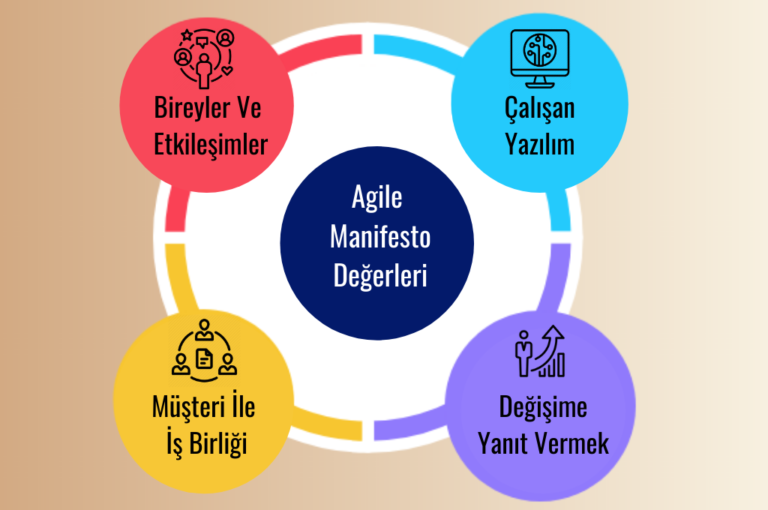 Bireyler Ve
Etkileşimler
Çalışan
Yazılım
Agile
Manifesto
Değerleri
Müşteri İle
İş Birliği
Değişime
Yanıt Vermek